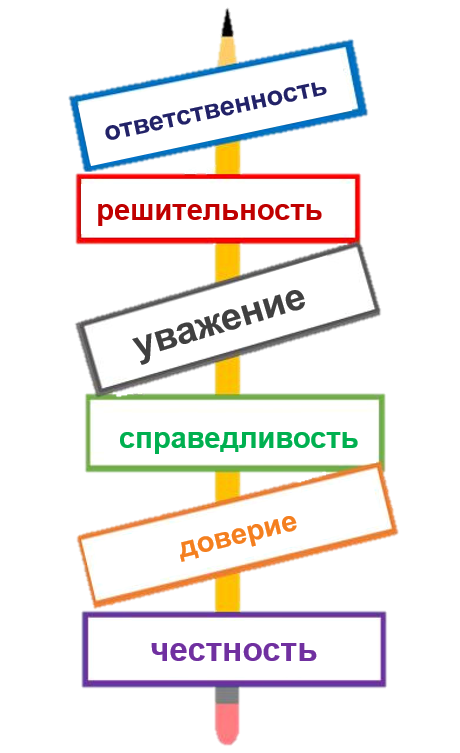 ответственность
решительность
уважение
справедливость
доверие
честность